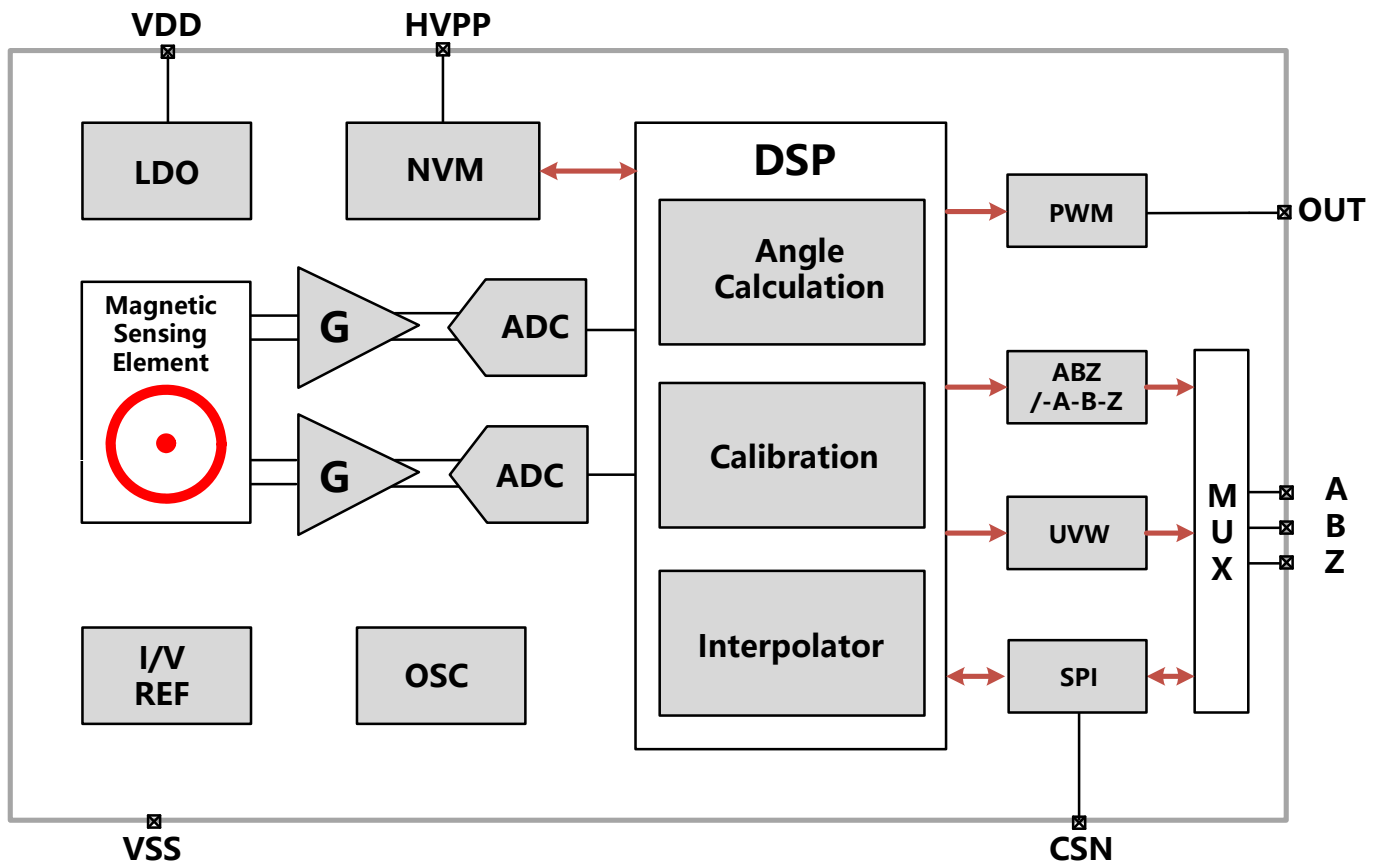 VDD
HVPP
LDO
NVM
DSP
PWM
OUT
Angle
Calculation
Magnetic
Sensing
Element
G
ADC
ABZ
/-A-B-Z
G
ADC
Calibration
UVW
M
U
X
A
B
Z
I/V
REF
OSC
Interpolator
SPI
VSS
CSN